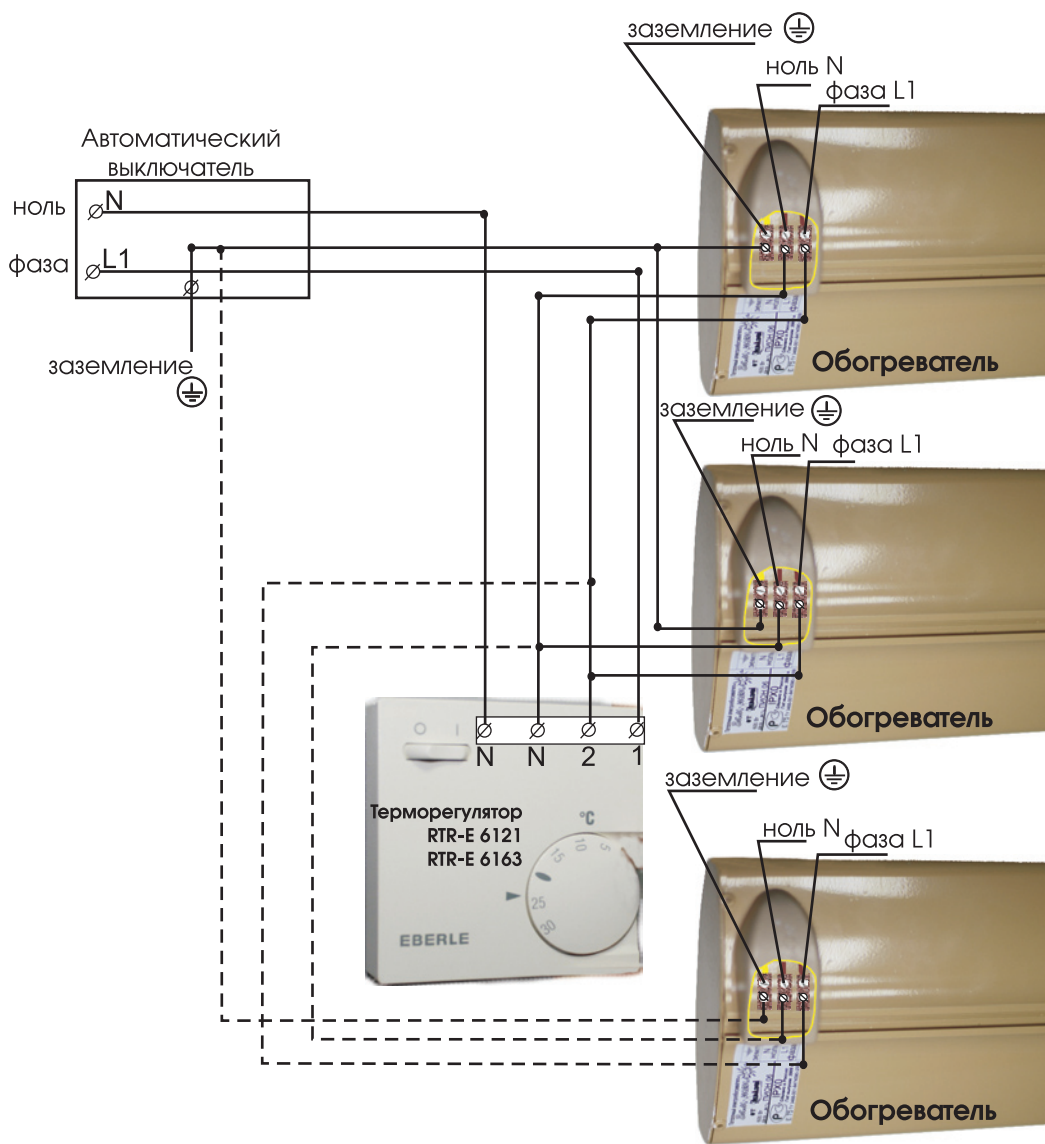 заземление
ноль N
фаза L1
Автоматический
выключатель
ноль
N
фаза
L1
заземление
Обогреватель
заземление
ноль N
фаза L1
Обогреватель
N
N
2
1
O I
Терморегулятор
RTR-E 6121
RTR-E 6163
°C
5
10
15
25
30
EBERLE
заземление
ноль N
фаза L1
Обогреватель